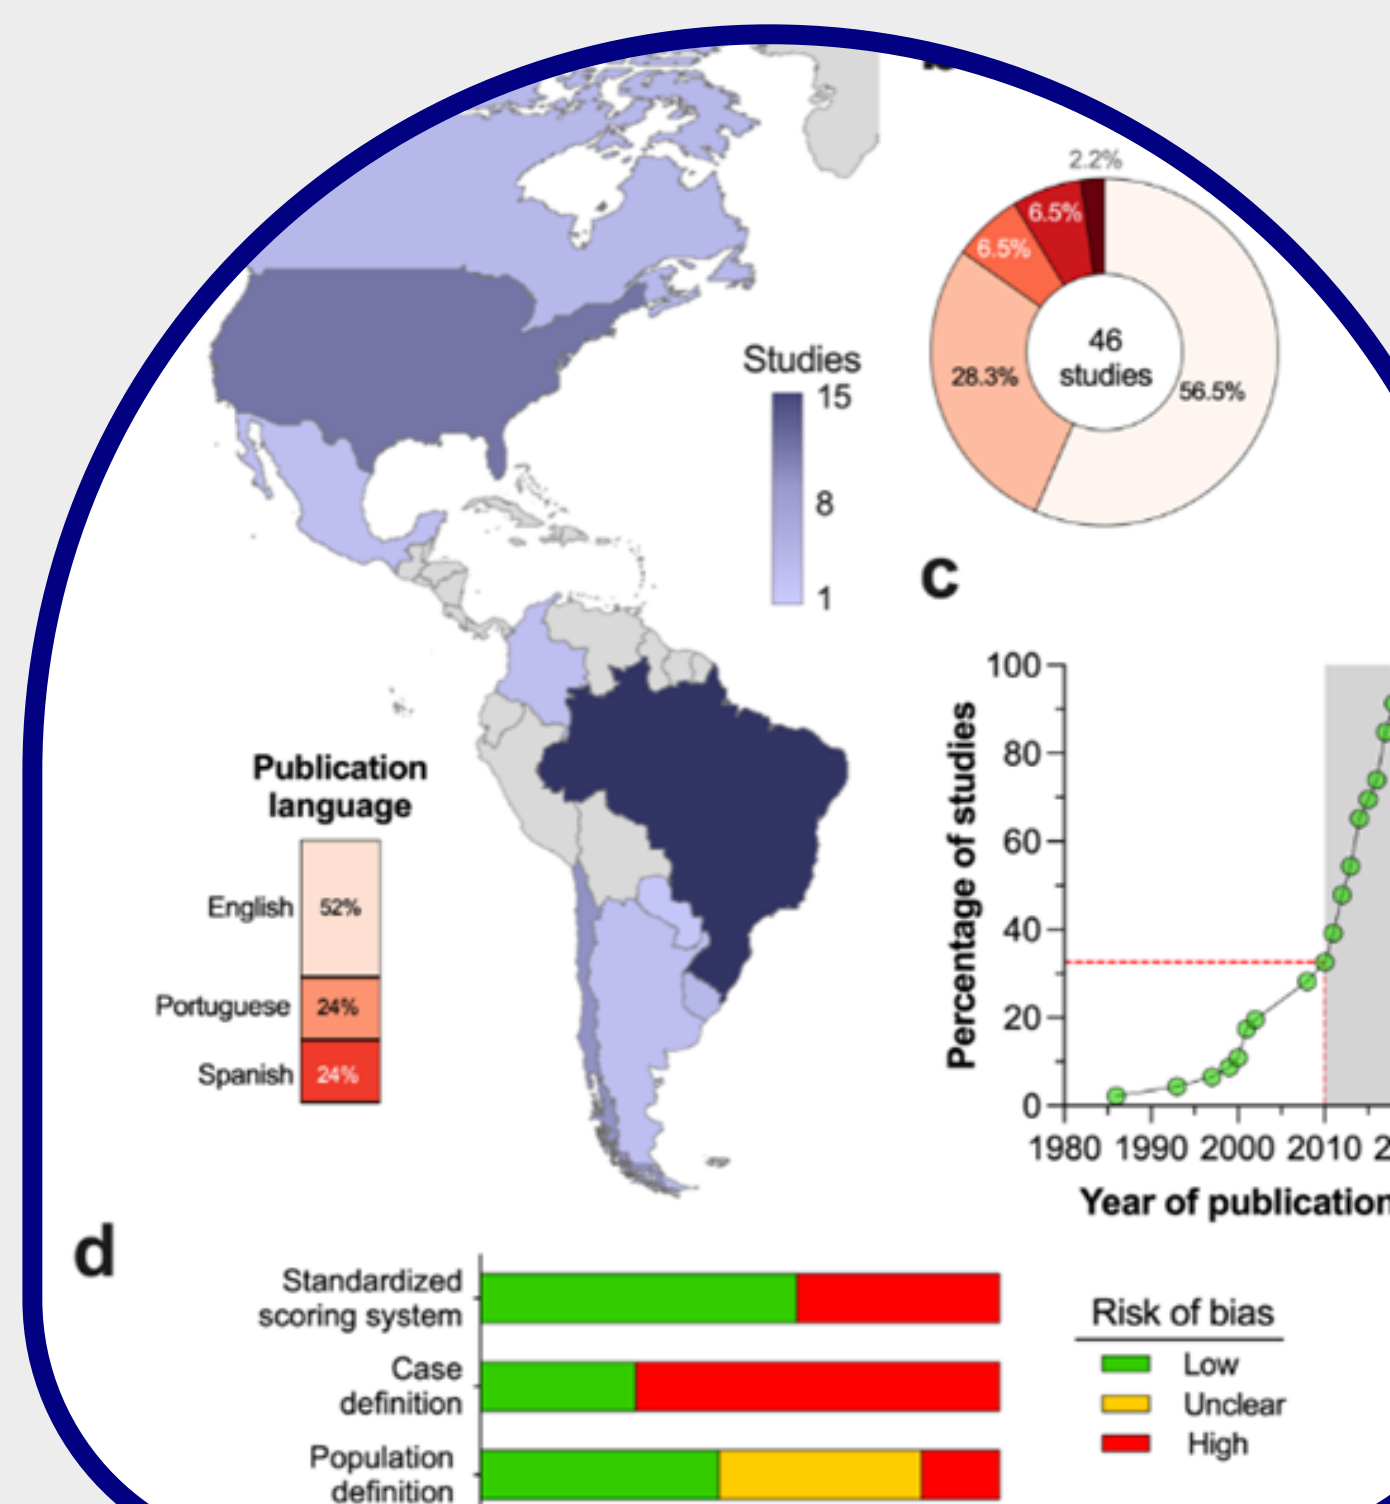 2.2%
6.5%
6.5%
28.3%
46
studies
56.5%
Studies
15
8
1
Publication
language
English
52%
Portuguese
24%
Spanish
24%
c
Percentage of studies
100
80
60
40
20
0
1980 1990 2000 2010
Year of publication
d
Standardized
scoring system
Case
definition
Population
definition
Risk of bias
Low
Unclear
High